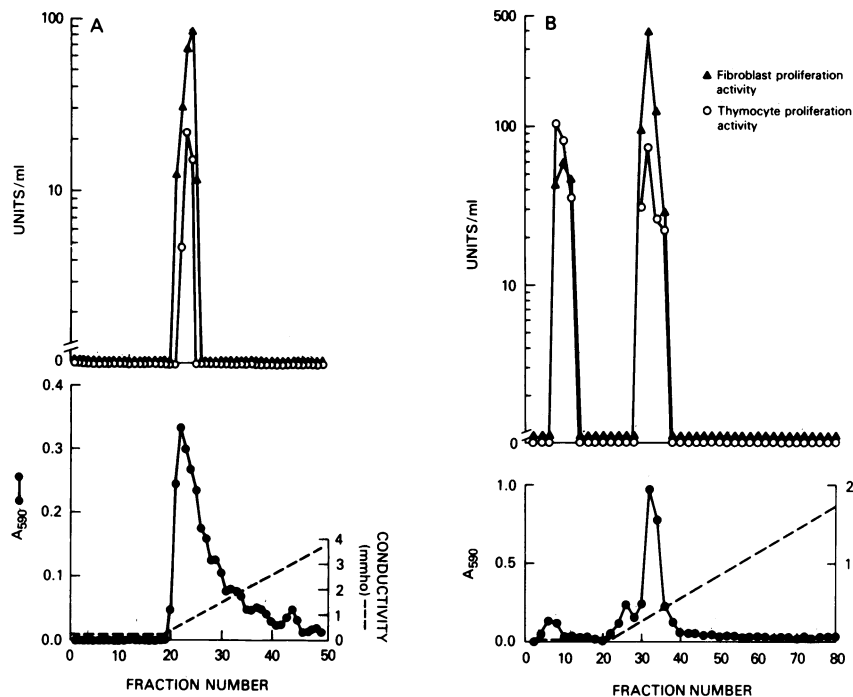 A
100
10
0
UNITS/ml
0.4
0.3
0.2
0.1
0.0
A590
4
3
2
1
0
CONDUCTIVITY
(mmho)
0 10 20 30 40 50
FRACTION NUMBER
B
500
100
10
0
UNITS/ml
Fibroblast proliferation
activity
Thymocyte proliferation
activity
1.0
0.5
0.0
A590
2
1
0 10 20 30 40 50 60 70 80
FRACTION NUMBER